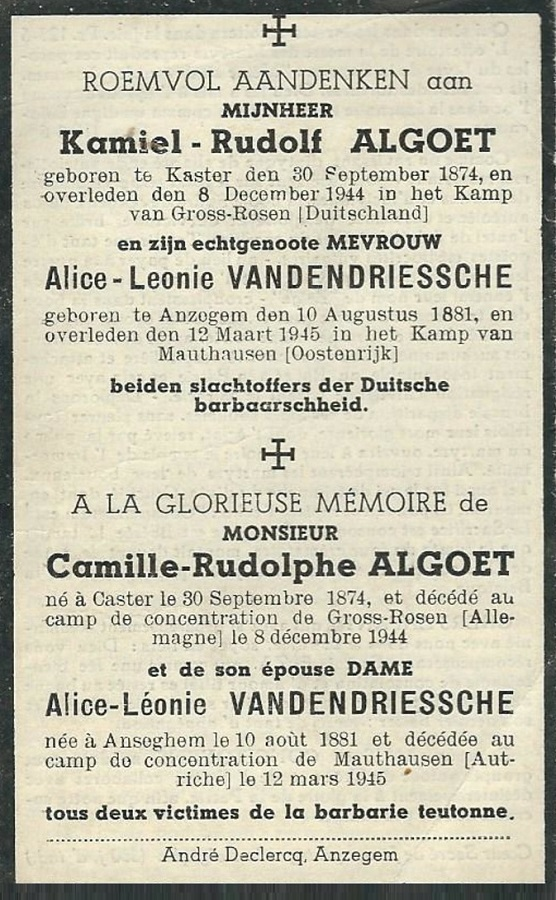 ROEMVOL AANDENKEN aan
MIJNHEER
Kamiel - Rudolf ALGOET
geboren te Kaster den 30 September 1874, en
overleden den 8 December 1944 in het Kamp
van Gross-Rosen [Duitschland]
en zijn echtgenoote MEVROUW
Alice - Leonie VANDENDRIESSCHE
geboren te Anzegem den 10 Augustus 1881, en
overleden den 12 Maart 1945 in het Kamp van
Mauthausen [Oostenrijk]
beiden slachtoffers der Duitsche
barbaarschheid.
A LA GLORIEUSE MÉMOIRE de
MONSIEUR
Camille-Rudolphe ALGOET
né à Caster le 30 Septembre 1874, et décédé au
camp de concentration de Gross-Rosen [Alle-
magne] le 8 décembre 1944
et de son épouse DAME
Alice-Léonie VANDENDRIESSCHE
née à Anseghem le 10 août 1881 et décédée au
camp de concentration de Mauthausen [Aut-
riche] le 12 mars 1945
tous deux victimes de la barbarie teutonne.
André Declercq, Anzegem